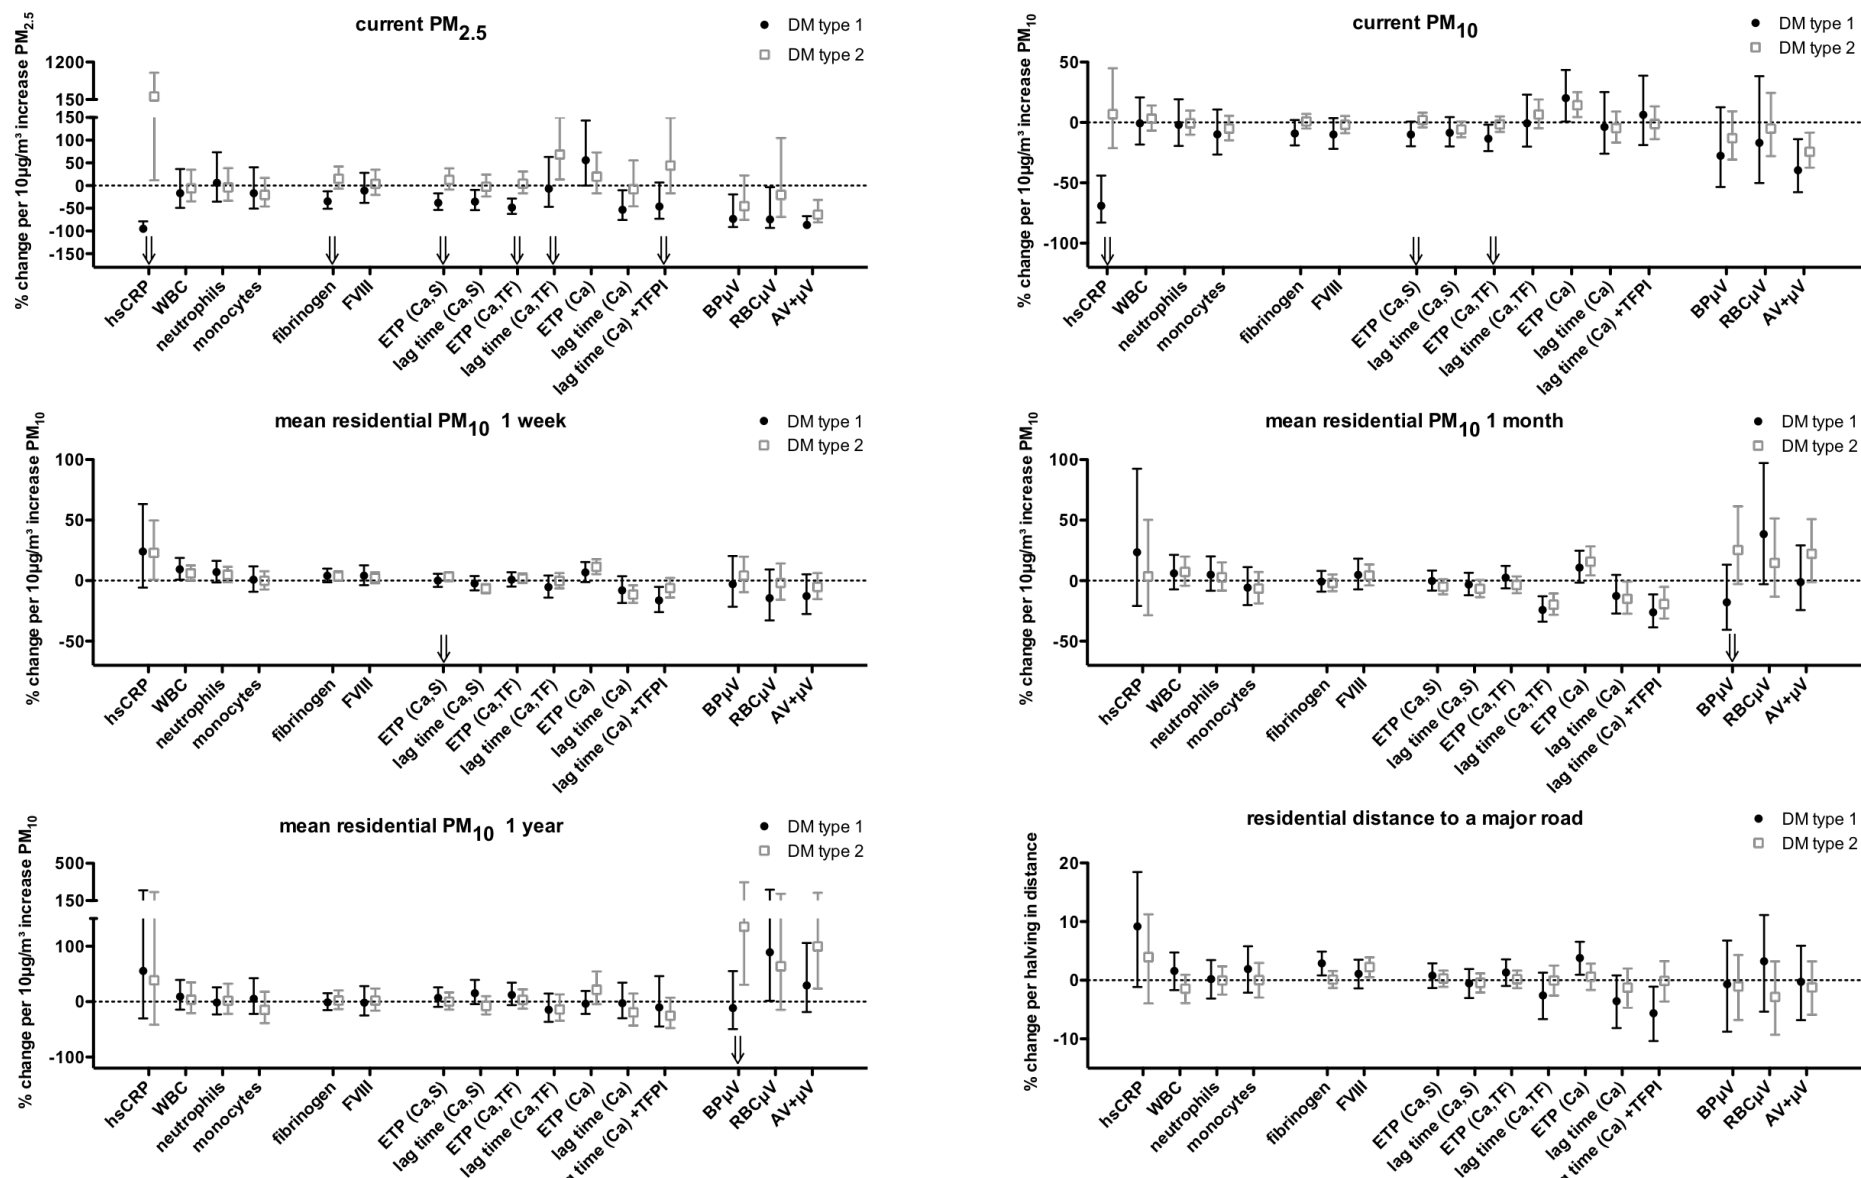 current PM2.5
DM type 1
DM type 2
% change per 10µg/m³ increase PM2.5
1200
150
150
100
50
0
-50
-100
-150
hsCRP
WBC
neutrophils
monocytes
fibrinogen
FVIII
ETP (Ca,S)
lag time (Ca,S)
ETP (Ca,TF)
lag time (Ca,TF)
ETP (Ca)
lag time (Ca)
lag time (Ca) +TFPI
BPµV
RBCµV
AV+µV
current PM10
DM type 1
DM type 2
% change per 10µg/m³ increase PM10
50
0
-50
-100
hsCRP
WBC
neutrophils
monocytes
fibrinogen
FVIII
ETP (Ca,S)
lag time (Ca,S)
ETP (Ca,TF)
lag time (Ca,TF)
ETP (Ca)
lag time (Ca)
lag time (Ca) +TFPI
BPµV
RBCµV
AV+µV
mean residential PM10 1 week
DM type 1
DM type 2
% change per 10µg/m³ increase PM10
100
50
0
-50
hsCRP
WBC
neutrophils
monocytes
fibrinogen
FVIII
ETP (Ca,S)
lag time (Ca,S)
ETP (Ca,TF)
lag time (Ca,TF)
ETP (Ca)
lag time (Ca)
lag time (Ca) +TFPI
BPµV
RBCµV
AV+µV
mean residential PM10 1 month
DM type 1
DM type 2
% change per 10µg/m³ increase PM10
100
50
0
-50
hsCRP
WBC
neutrophils
monocytes
fibrinogen
FVIII
ETP (Ca,S)
lag time (Ca,S)
ETP (Ca,TF)
lag time (Ca,TF)
ETP (Ca)
lag time (Ca)
lag time (Ca) +TFPI
BPµV
RBCµV
AV+µV
mean residential PM10 1 year
DM type 1
DM type 2
% change per 10µg/m³ increase PM10
500
150
100
0
-100
hsCRP
WBC
neutrophils
monocytes
fibrinogen
FVIII
ETP (Ca,S)
lag time (Ca,S)
ETP (Ca,TF)
lag time (Ca,TF)
ETP (Ca)
lag time (Ca)
time (Ca) +TFPI
BPµV
RBCµV
AV+µV
residential distance to a major road
DM type 1
DM type 2
% change per halving in distance
20
10
0
-10
hsCRP
WBC
neutrophils
monocytes
fibrinogen
FVIII
ETP (Ca,S)
lag time (Ca,S)
ETP (Ca,TF)
lag time (Ca,TF)
ETP (Ca)
lag time (Ca)
time (Ca) +TFPI
BPµV
RBCµV
AV+µV